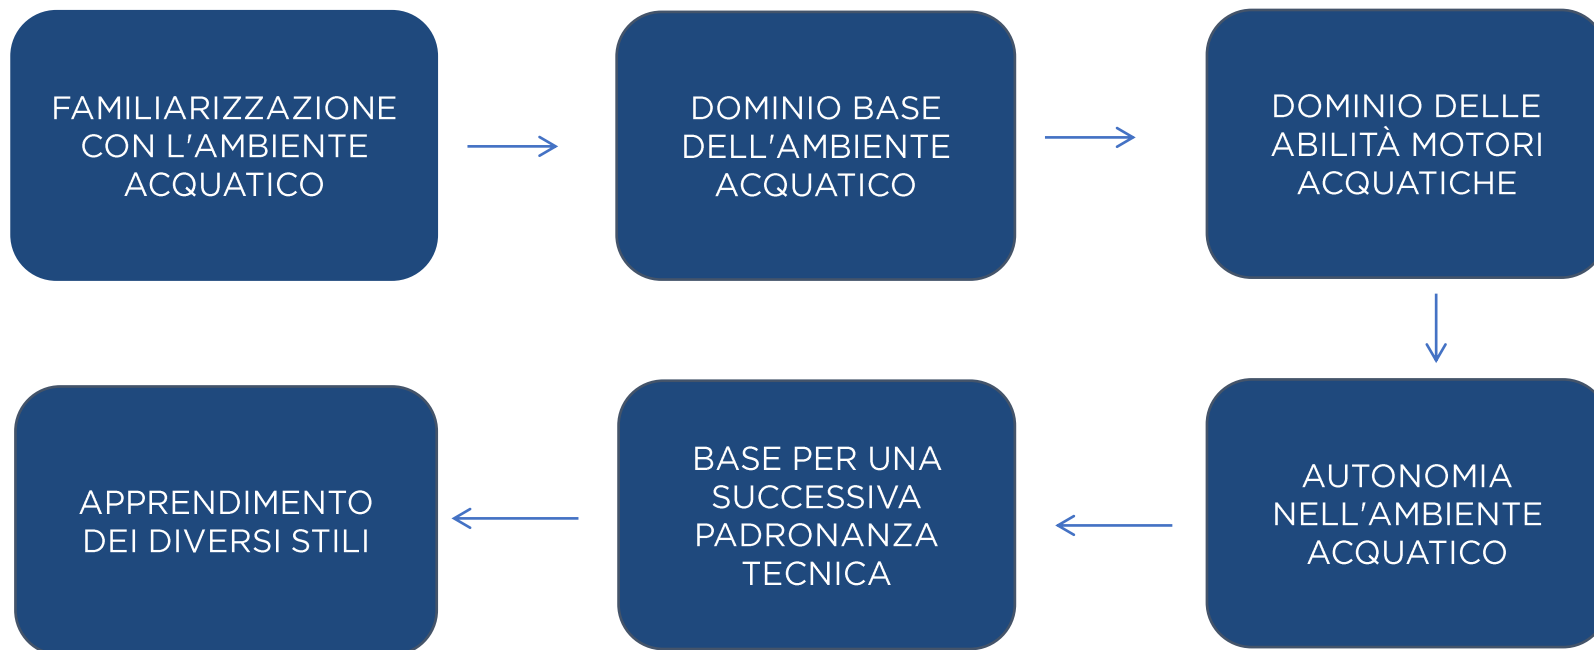 FAMILIARIZZAZIONE
CON L'AMBIENTE
ACQUATICO
DOMINIO BASE
DELL'AMBIENTE
ACQUATICO
DOMINIO DELLE
ABILITÀ MOTORI
ACQUATICHE
AUTONOMIA
NELL'AMBIENTE
ACQUATICO
BASE PER UNA
SUCCESSIVA
PADRONANZA
TECNICA
APPRENDIMENTO
DEI DIVERSI STILI